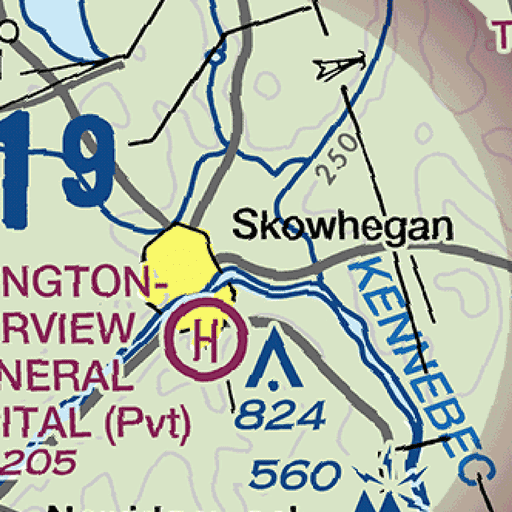 T
19
250
Skowhegan
NGTON-
RVIEW
NERAL
ITAL (Pvt)
205
H
KENNEBEC
824
560